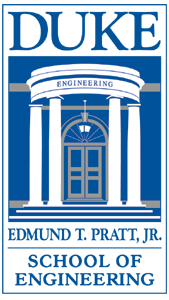 DUKE
ENGINEERING
EDMUND T. PRATT, JR.
SCHOOL OF
ENGINEERING